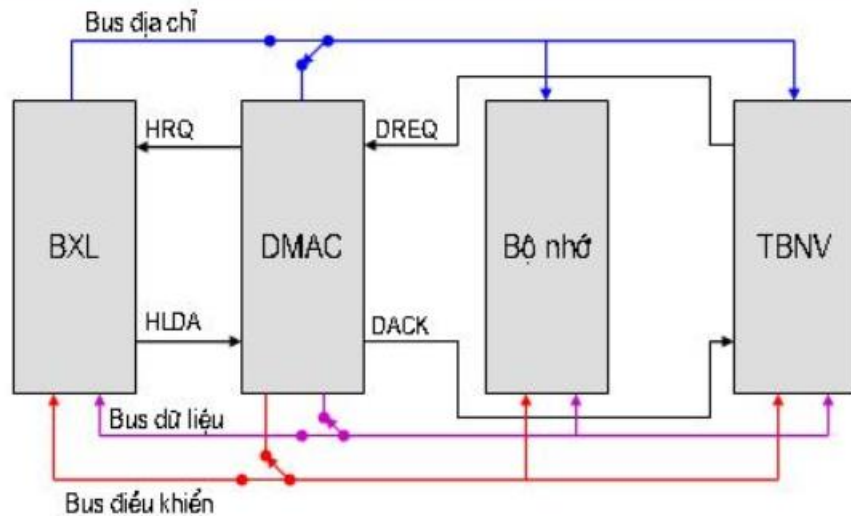 Bus địa chỉ
HRQ
DREQ
BXL
DMAC
Bộ nhớ
TBNV
HLDA
DACK
Bus dữ liệu
Bus điều khiển